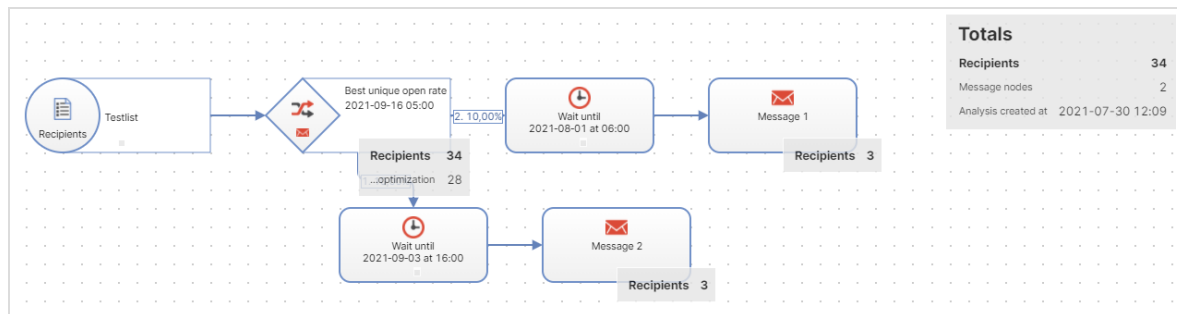 Totals
Recipients 34
Message nodes 2
Analysis created at 2021-07-30 12:09
Recipients
Testlist
Best unique open rate
2021-09-16 05:00
2. 10,00%
Wait until
2021-08-01 at 06:00
Message 1
Recipients 34
...optimization 28
Recipients 3
Wait until
2021-09-03 at 16:00
Message 2
Recipients 3